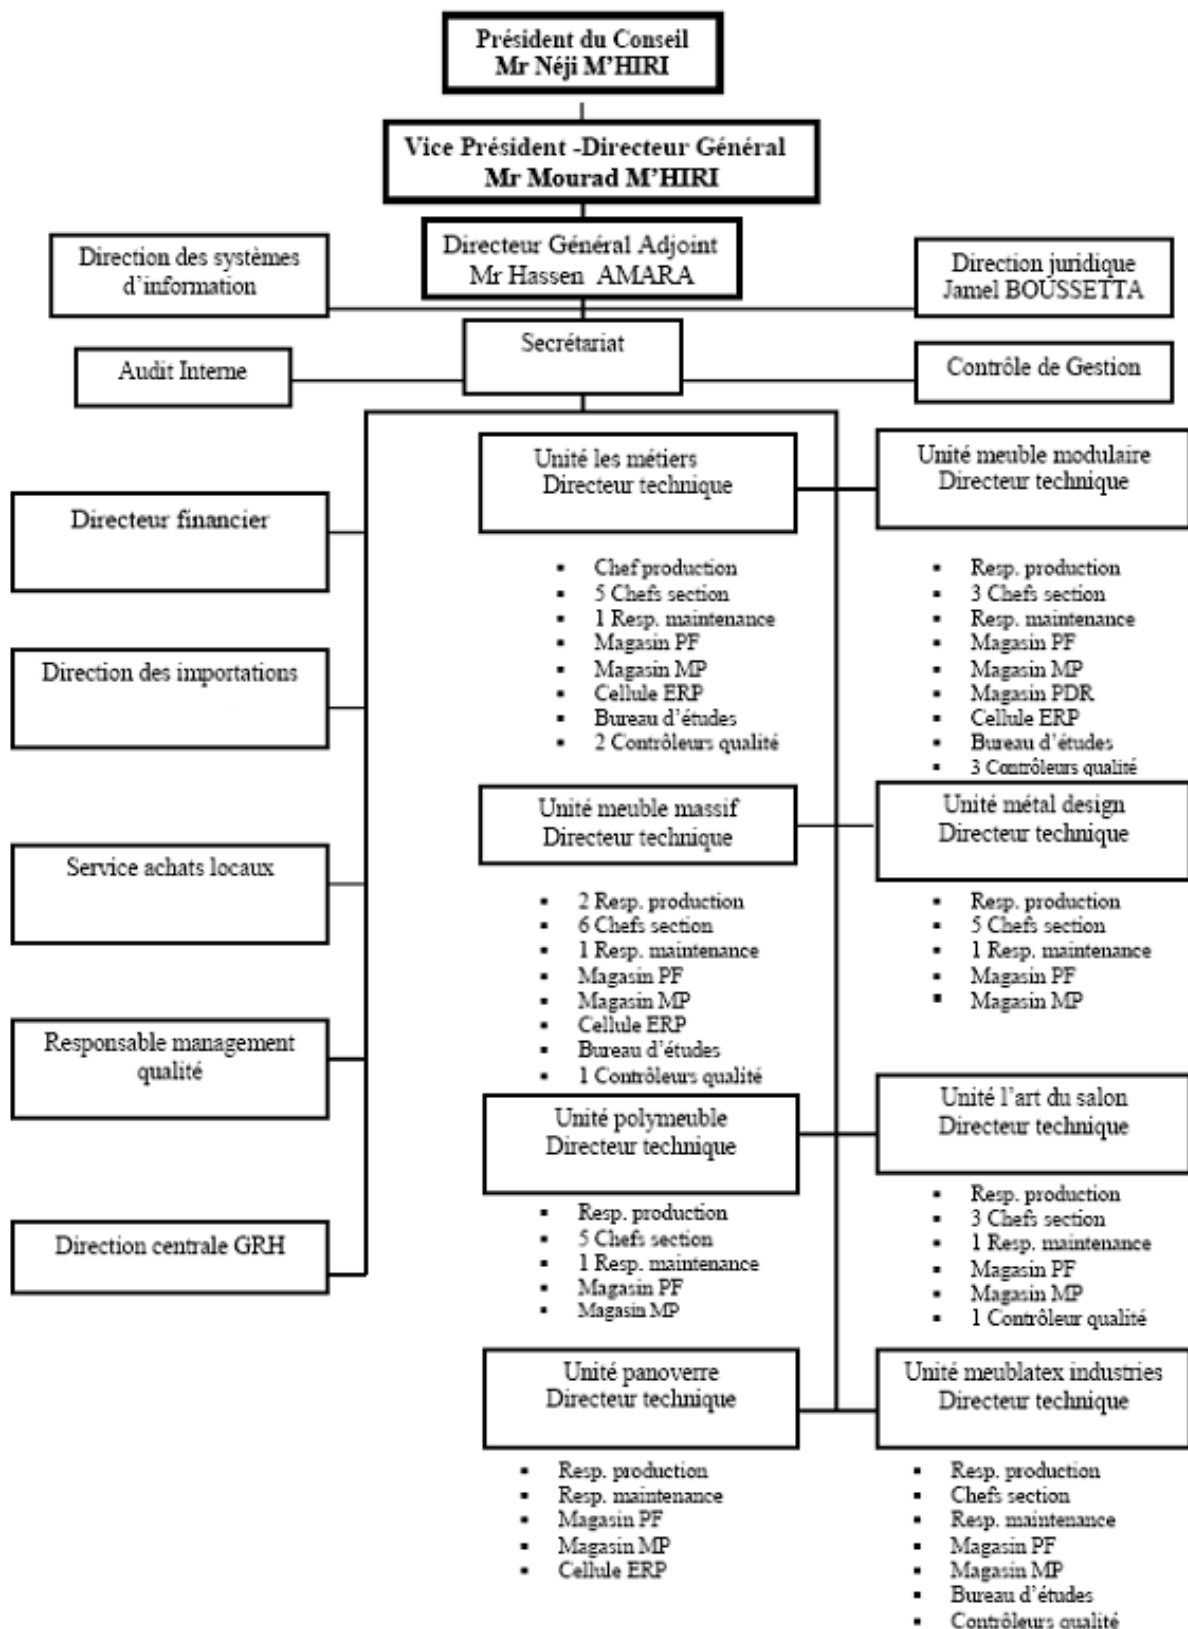 Président du Conseil
Mr Néji M'HIRI
Vice Président -Directeur Général
Mr Mourad M'HIRI
Directeur Général Adjoint
Mr Hassen AMARA
Direction des systèmes
d'information
Direction juridique
Jamel BOUSSETTA
Secrétariat
Audit Interne
Contrôle de Gestion
Directeur financier
Direction des importations
Service achats locaux
Responsable management
qualité
Direction centrale GRH
Unité les métiers
Directeur technique
▪ Chef production
▪ 5 Chefs section
▪ 1 Resp. maintenance
▪ Magasin PF
▪ Magasin MP
▪ Cellule ERP
▪ Bureau d'études
▪ 2 Contrôleurs qualité
Unité meuble modulaire
Directeur technique
▪ Resp. production
▪ 3 Chefs section
▪ Resp. maintenance
▪ Magasin PF
▪ Magasin MP
▪ Magasin PDR
▪ Cellule ERP
▪ Bureau d'études
▪ 3 Contrôleurs qualité
Unité meuble massif
Directeur technique
▪ 2 Resp. production
▪ 6 Chefs section
▪ 1 Resp. maintenance
▪ Magasin PF
▪ Magasin MP
▪ Cellule ERP
▪ Bureau d'études
▪ 1 Contrôleurs qualité
Unité métal design
Directeur technique
▪ Resp. production
▪ 5 Chefs section
▪ 1 Resp. maintenance
▪ Magasin PF
▪ Magasin MP
Unité polymeuble
Directeur technique
▪ Resp. production
▪ 5 Chefs section
▪ 1 Resp. maintenance
▪ Magasin PF
▪ Magasin MP
Unité l'art du salon
Directeur technique
▪ Resp. production
▪ 3 Chefs section
▪ 1 Resp. maintenance
▪ Magasin PF
▪ Magasin MP
▪ 1 Contrôleur qualité
Unité panoverre
Directeur technique
▪ Resp. production
▪ Resp. maintenance
▪ Magasin PF
▪ Magasin MP
▪ Cellule ERP
Unité meublatex industries
Directeur technique
▪ Resp. production
▪ Chefs section
▪ Resp. maintenance
▪ Magasin PF
▪ Magasin MP
▪ Bureau d'études
▪ Contrôleurs qualité